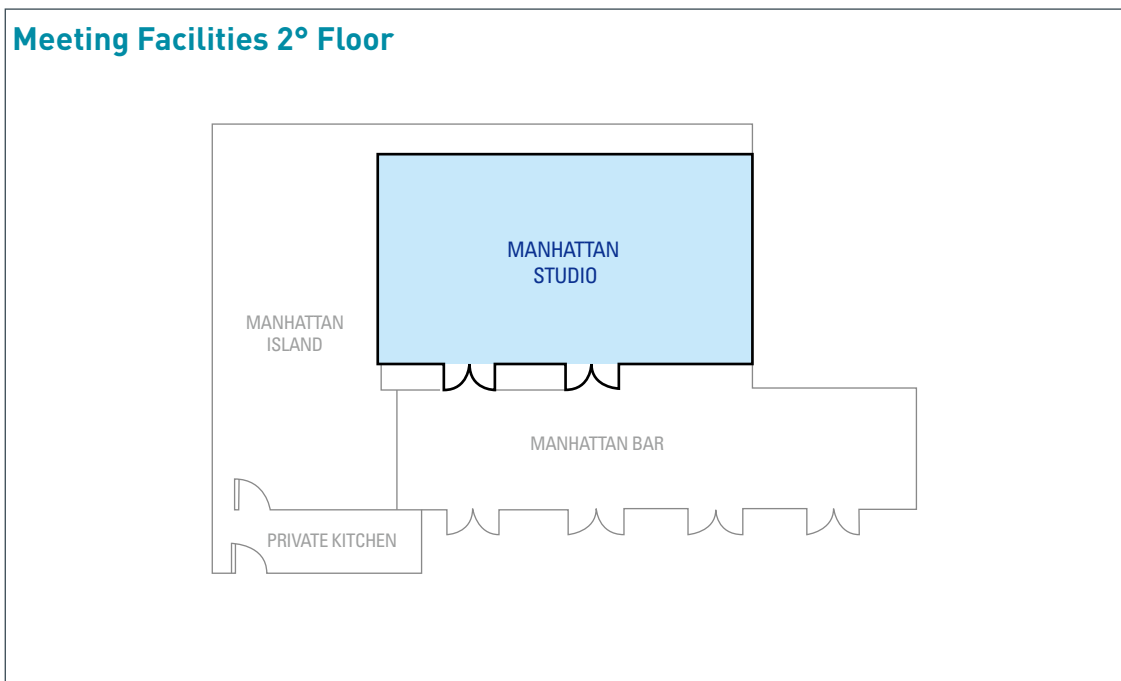 Meeting Facilities 2° Floor
MANHATTAN
STUDIO
MANHATTAN
ISLAND
MANHATTAN BAR
PRIVATE KITCHEN